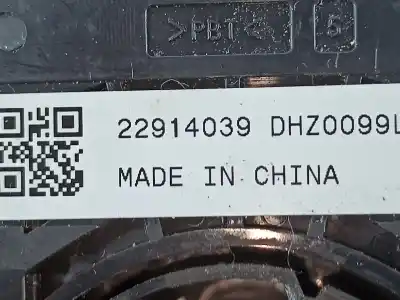 >PBT< 5
22914039 DHZ0099L
MADE IN CHINA